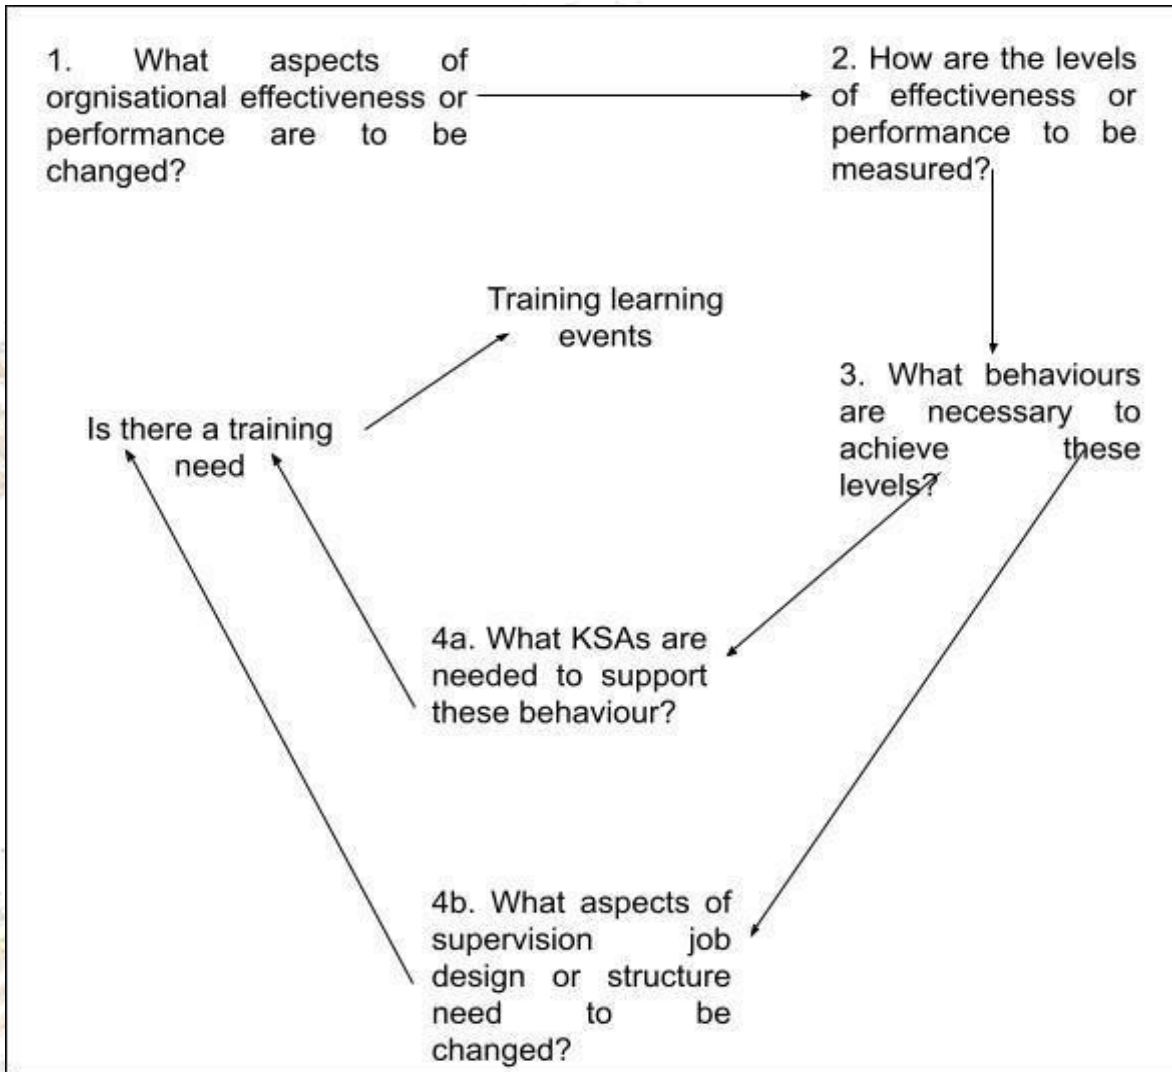 1. What aspects of
orgnisational effectiveness or
performance are to be
changed?
2. How are the levels
of effectiveness or
performance to be
measured?
Training learning
events
3. What behaviours
are necessary to
achieve these
levels?
Is there a training
need
4a. What KSAs are
needed to support
these behaviour?
4b. What aspects of
supervision job
design or structure
need to be
changed?